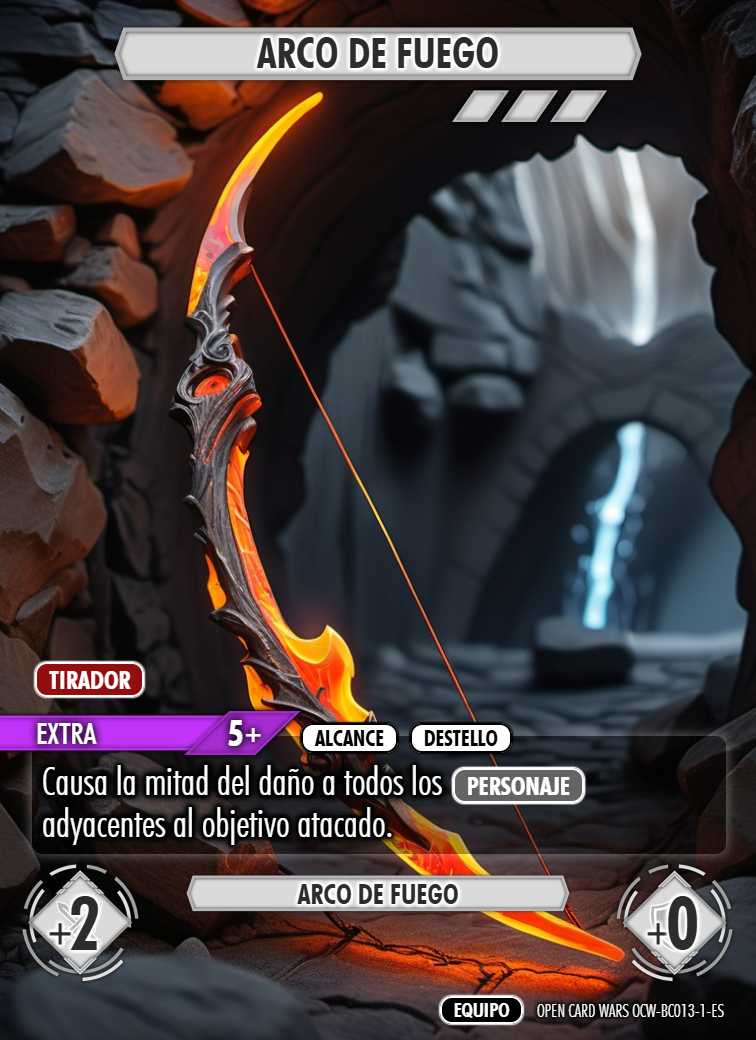 ARCO DE FUEGO
TIRADOR
EXTRA 5+ ALCANCE DESTELLO
Causa la mitad del daño a todos los PERSONAJE
adyacentes al objetivo atacado.
+2 ARCO DE FUEGO +0
EQUIPO OPEN CARD WARS OCW-BC013-1-ES